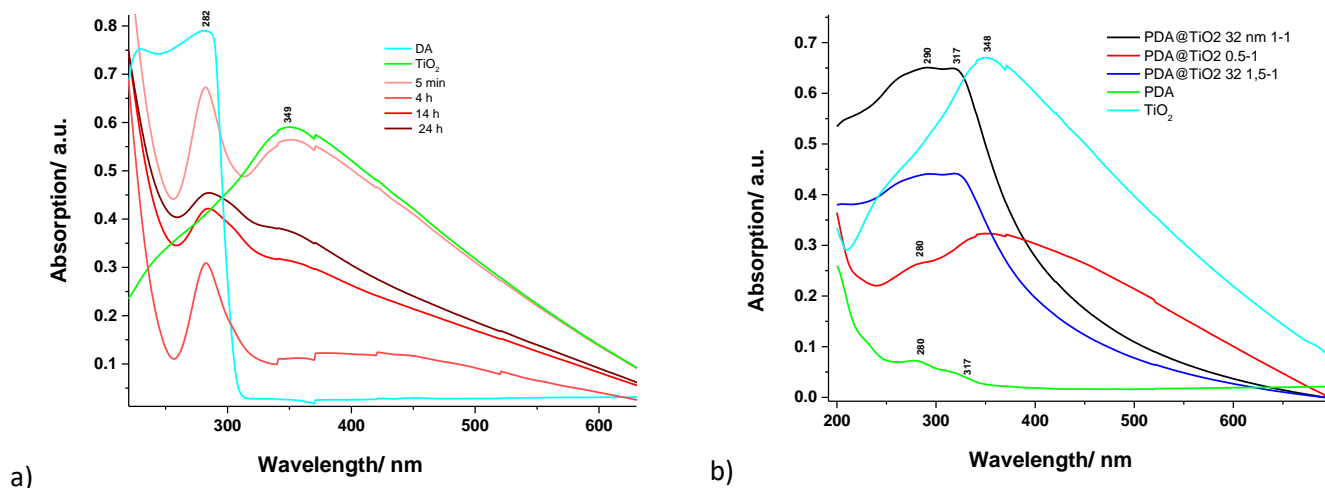 282
0.8
0.7
0.6
0.5
0.4
0.3
0.2
0.1
349
DA
TiO₂
5 min
4 h
14 h
24 h
300 400 500 600
Absorption/ a.u.
Wavelength/ nm
a)
0.7
0.6
0.5
0.4
0.3
0.2
0.1
0.0
290 317 348
280
280 317
PDA@TiO2 32 nm 1-1
PDA@TiO2 0.5-1
PDA@TiO2 32 1,5-1
PDA
TiO₂
200 300 400 500 600
Absorption/ a.u.
Wavelength/ nm
b)